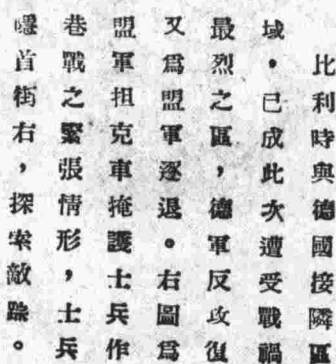 比利時與德國接隣區
域。已成此次遭受戰禍
最烈之區，德軍反攻復
又爲盟軍逐退。右圖爲
盟軍担克車掩護士兵作
巷戰之緊張情形，士兵
隱首街右，探索敵踪。